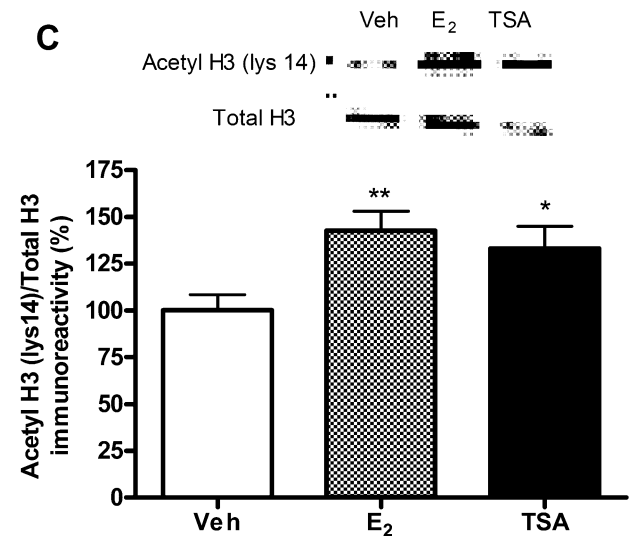 C
Veh E2 TSA
Acetyl H3 (lys 14)
Total H3
Acetyl H3 (lys14)/Total H3
immunoreactivity (%)
175
150
125
100
75
50
25
0
**
*
Veh E2 TSA